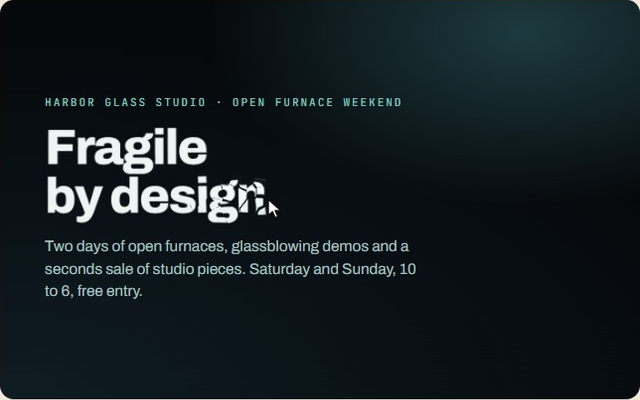 HARBOR GLASS STUDIO · OPEN FURNACE WEEKEND
Fragile
by design.
Two days of open furnaces, glassblowing demos and a
seconds sale of studio pieces. Saturday and Sunday, 10
to 6, free entry.